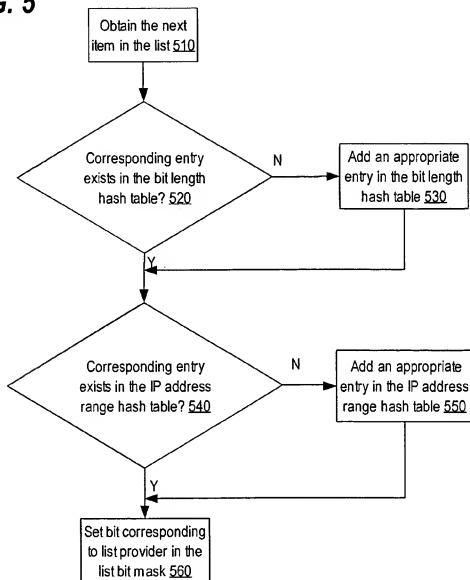 G. 5
Obtain the next
item in the list 510
Corresponding entry
exists in the bit length
hash table? 520
N
Add an appropriate
entry in the bit length
hash table 530
Y
Corresponding entry
exists in the IP address
range hash table? 540
N
Add an appropriate
entry in the IP address
range hash table 550
Y
Set bit corresponding
to list provider in the
list bit mask 560